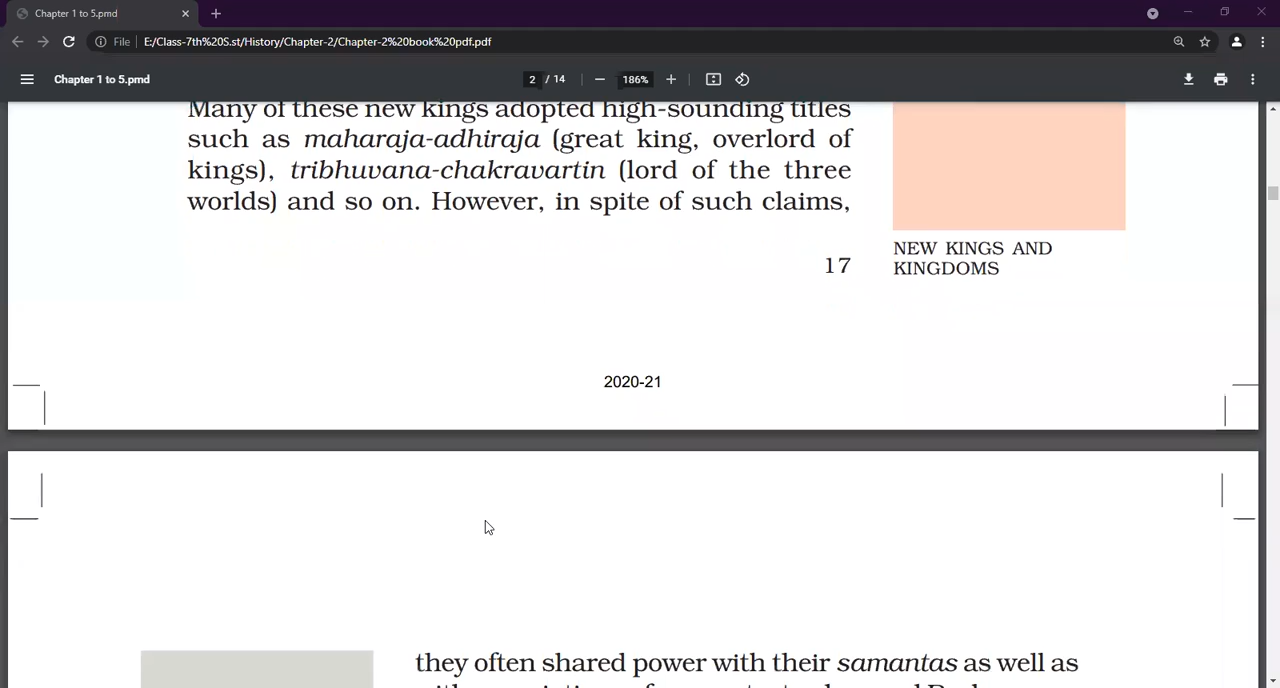 Chapter 1 to 5.pmd
File E:/Class-7th%20S.st/History/Chapter-2/Chapter-2%20book%20pdf.pdf
Chapter 1 to 5.pmd 2 / 14 186%
Many of these new kings adopted high-sounding titles
such as maharaja-adhiraja (great king, overlord of
kings), tribhuvana-chakravartin (lord of the three
worlds) and so on. However, in spite of such claims,
17
NEW KINGS AND
KINGDOMS
2020-21
they often shared power with their samantas as well as